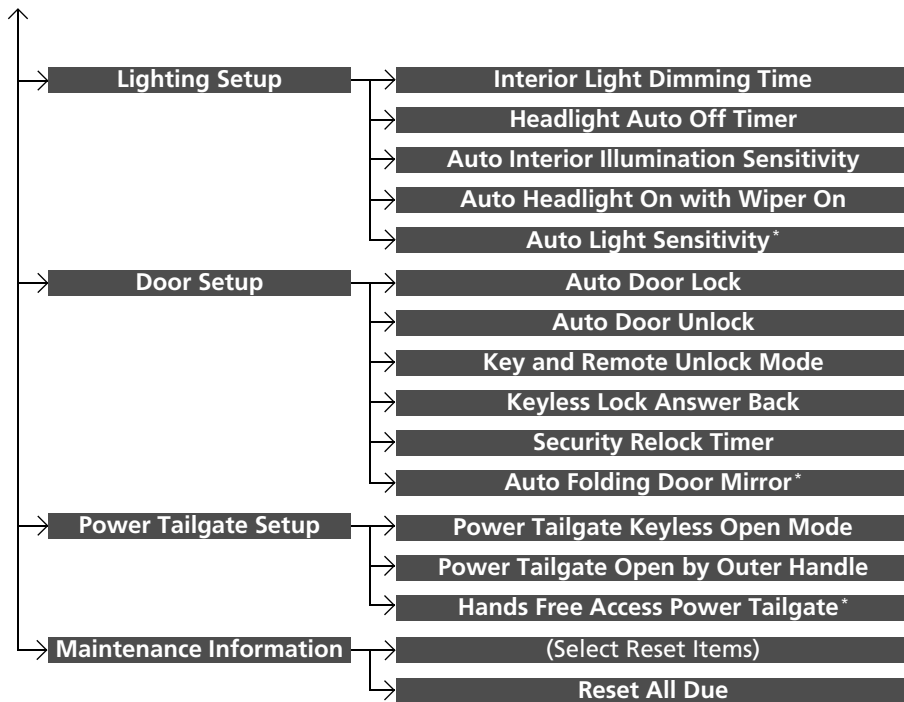 Lighting Setup
Interior Light Dimming Time
Headlight Auto Off Timer
Auto Interior Illumination Sensitivity
Auto Headlight On with Wiper On
Auto Light Sensitivity*
Door Setup
Auto Door Lock
Auto Door Unlock
Key and Remote Unlock Mode
Keyless Lock Answer Back
Security Relock Timer
Auto Folding Door Mirror*
Power Tailgate Setup
Power Tailgate Keyless Open Mode
Power Tailgate Open by Outer Handle
Hands Free Access Power Tailgate*
Maintenance Information
(Select Reset Items)
Reset All Due